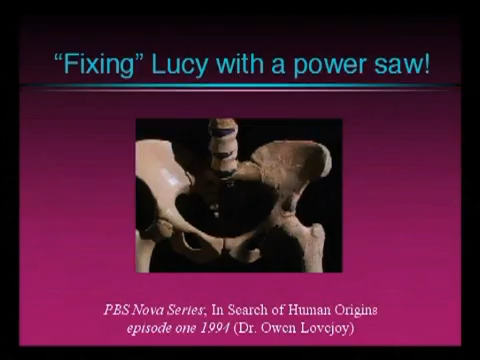 “Fixing” Lucy with a power saw!
PBS Nova Series; In Search of Human Origins
episode one 1994 (Dr. Owen Lovejoy)